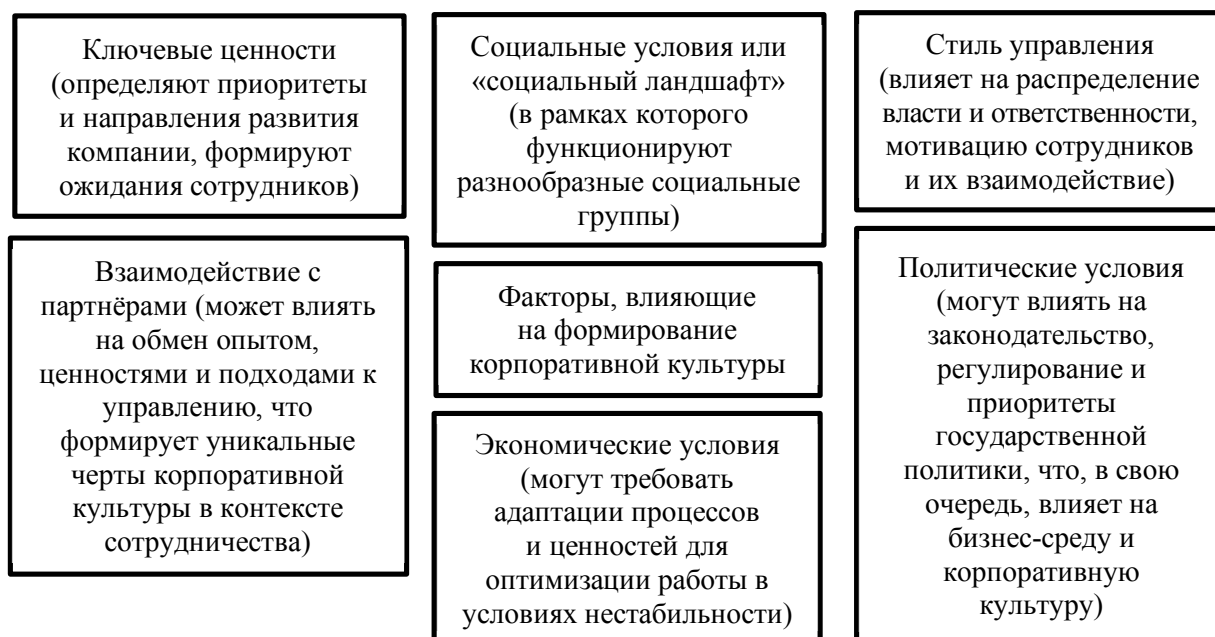 Ключевые ценности
(определяют приоритеты
и направления развития
компании, формируют
ожидания сотрудников)
Социальные условия или
«социальный ландшафт»
(в рамках которого
функционируют
разнообразные социальные
группы)
Стиль управления
(влияет на распределение
власти и ответственности,
мотивацию сотрудников
и их взаимодействие)
Взаимодействие с
партнёрами (может влиять
на обмен опытом,
ценностями и подходами к
управлению, что
формирует уникальные
черты корпоративной
культуры в контексте
сотрудничества)
Факторы, влияющие
на формирование
корпоративной культуры
Экономические условия
(могут требовать
адаптации процессов
и ценностей для
оптимизации работы в
условиях нестабильности)
Политические условия
(могут влиять на
законодательство,
регулирование и
приоритеты
государственной
политики, что, в свою
очередь, влияет на
бизнес-среду и
корпоративную
культуру)